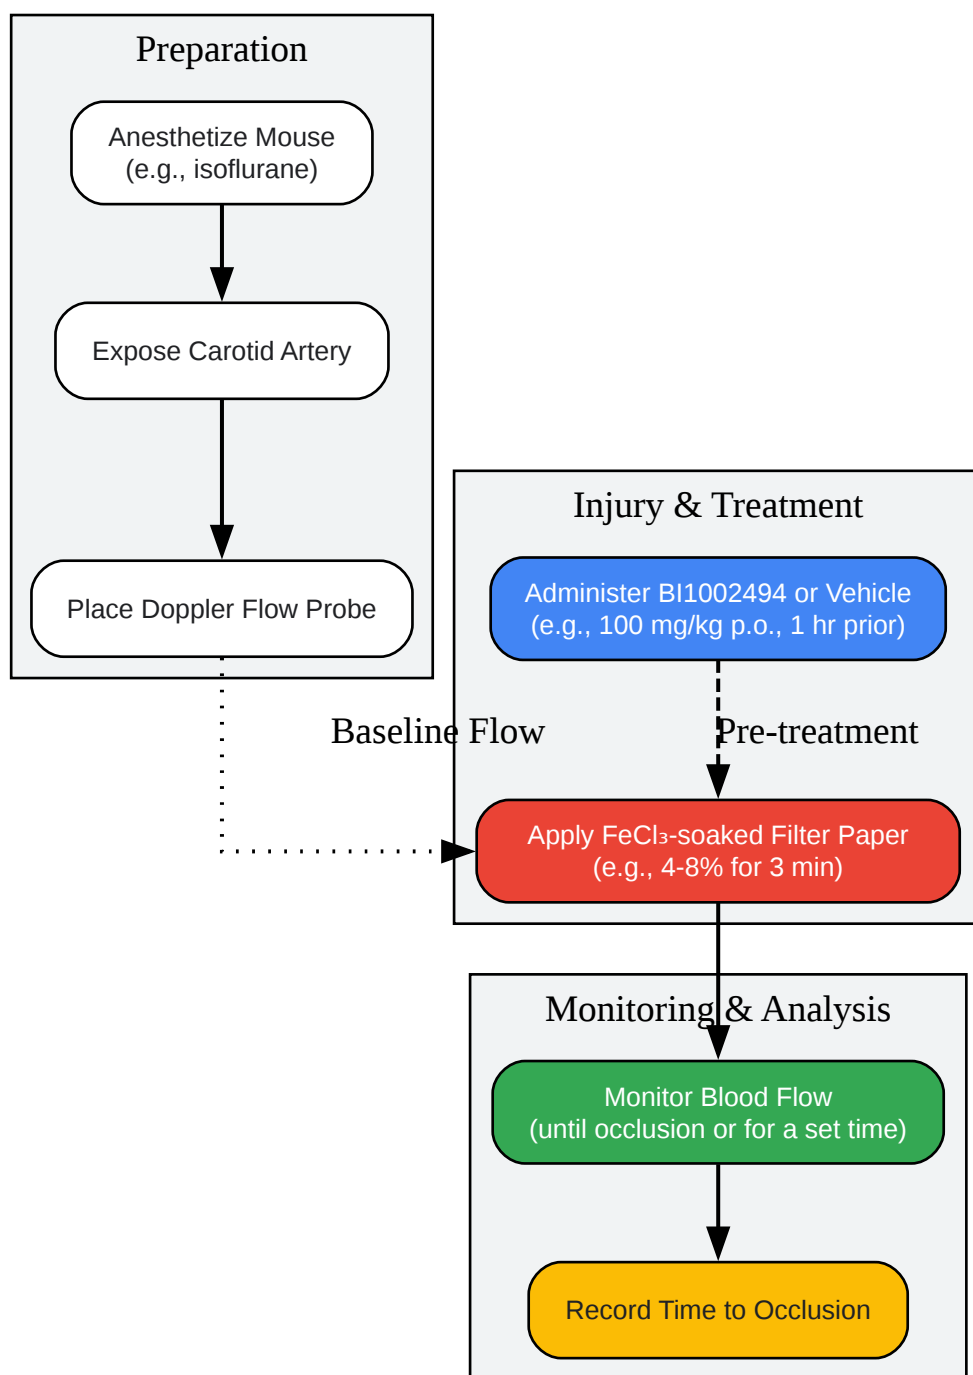 Preparation
Anesthetize Mouse
(e.g., isoflurane)
Expose Carotid Artery
Place Doppler Flow Probe
Injury & Treatment
Administer BI1002494 or Vehicle
(e.g., 100 mg/kg p.o., 1 hr prior)
Baseline Flow
Pre-treatment
Apply FeCl₃-soaked Filter Paper
(e.g., 4-8% for 3 min)
Monitoring & Analysis
Monitor Blood Flow
(until occlusion or for a set time)
Record Time to Occlusion